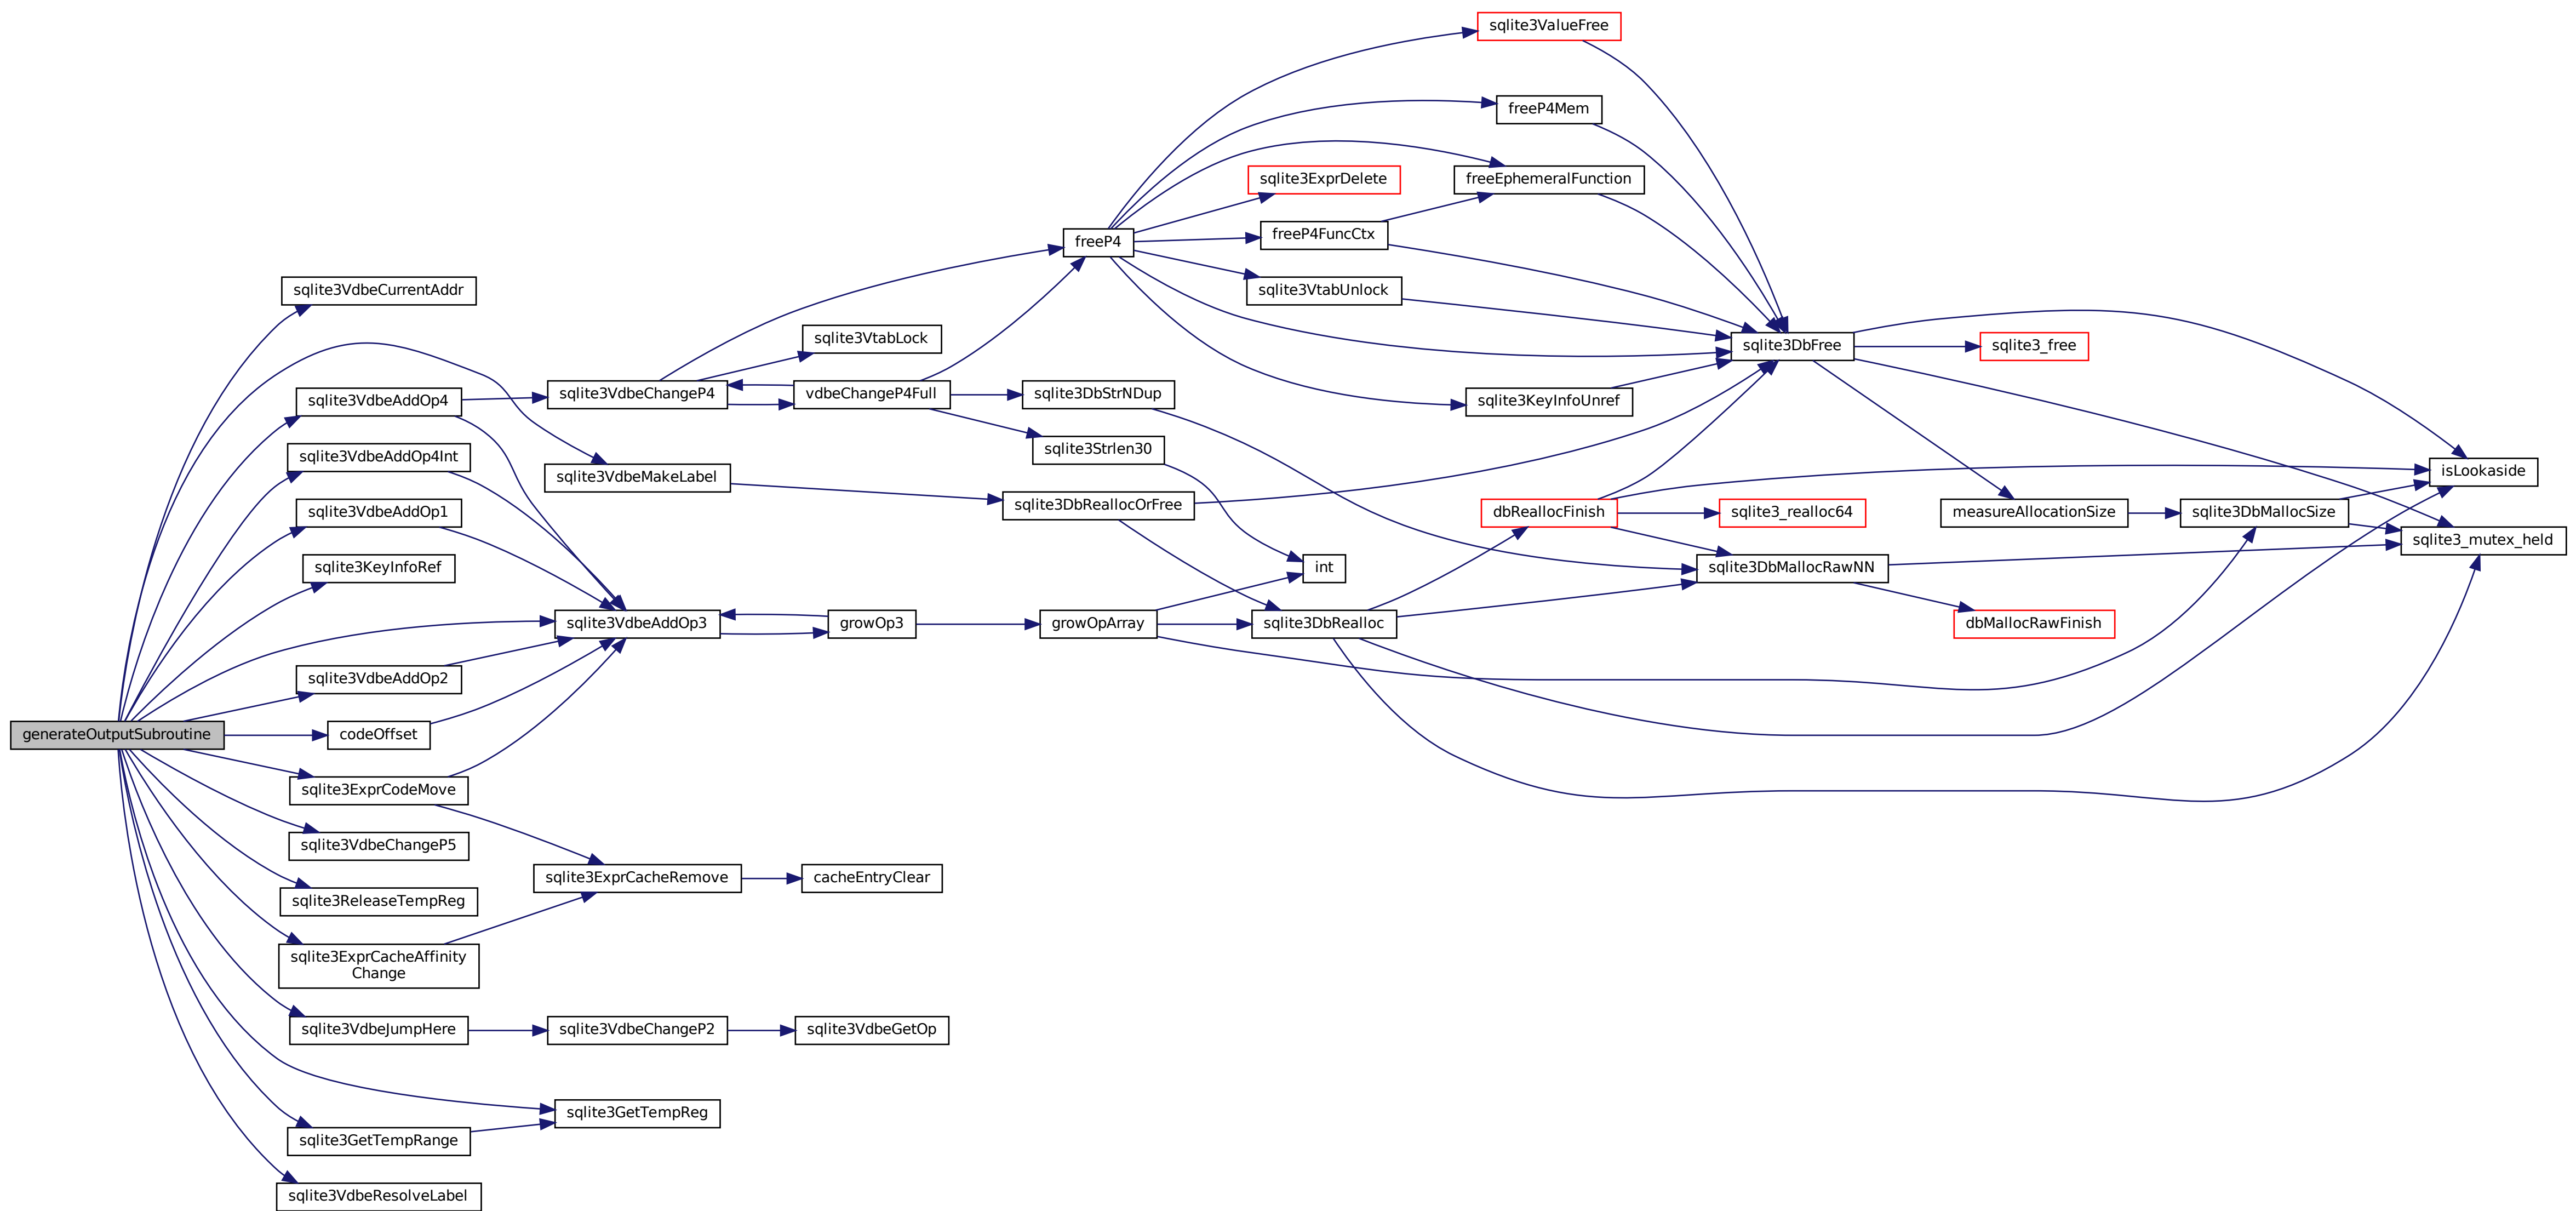 generateOutputSubroutine
sqlite3VdbeCurrentAddr
sqlite3VdbeAddOp4
sqlite3VdbeAddOp4Int
sqlite3VdbeAddOp1
sqlite3KeyInfoRef
sqlite3VdbeAddOp2
codeOffset
sqlite3ExprCodeMove
sqlite3VdbeChangeP5
sqlite3ReleaseTempReg
sqlite3ExprCacheAffinity
Change
sqlite3VdbeJumpHere
sqlite3GetTempRange
sqlite3VdbeResolveLabel
sqlite3VdbeChangeP4
sqlite3VdbeMakeLabel
sqlite3VdbeAddOp3
sqlite3ExprCacheRemove
sqlite3VdbeChangeP2
sqlite3GetTempReg
sqlite3VtabLock
vdbeChangeP4Full
growOp3
cacheEntryClear
sqlite3VdbeGetOp
freeP4
sqlite3DbStrNDup
sqlite3Strlen30
sqlite3DbReallocOrFree
growOpArray
sqlite3ExprDelete
freeP4FuncCtx
sqlite3VtabUnlock
int
sqlite3DbRealloc
sqlite3ValueFree
freeP4Mem
freeEphemeralFunction
sqlite3KeyInfoUnref
dbReallocFinish
sqlite3DbFree
sqlite3_realloc64
sqlite3DbMallocRawNN
sqlite3_free
measureAllocationSize
dbMallocRawFinish
sqlite3DbMallocSize
isLookaside
sqlite3_mutex_held